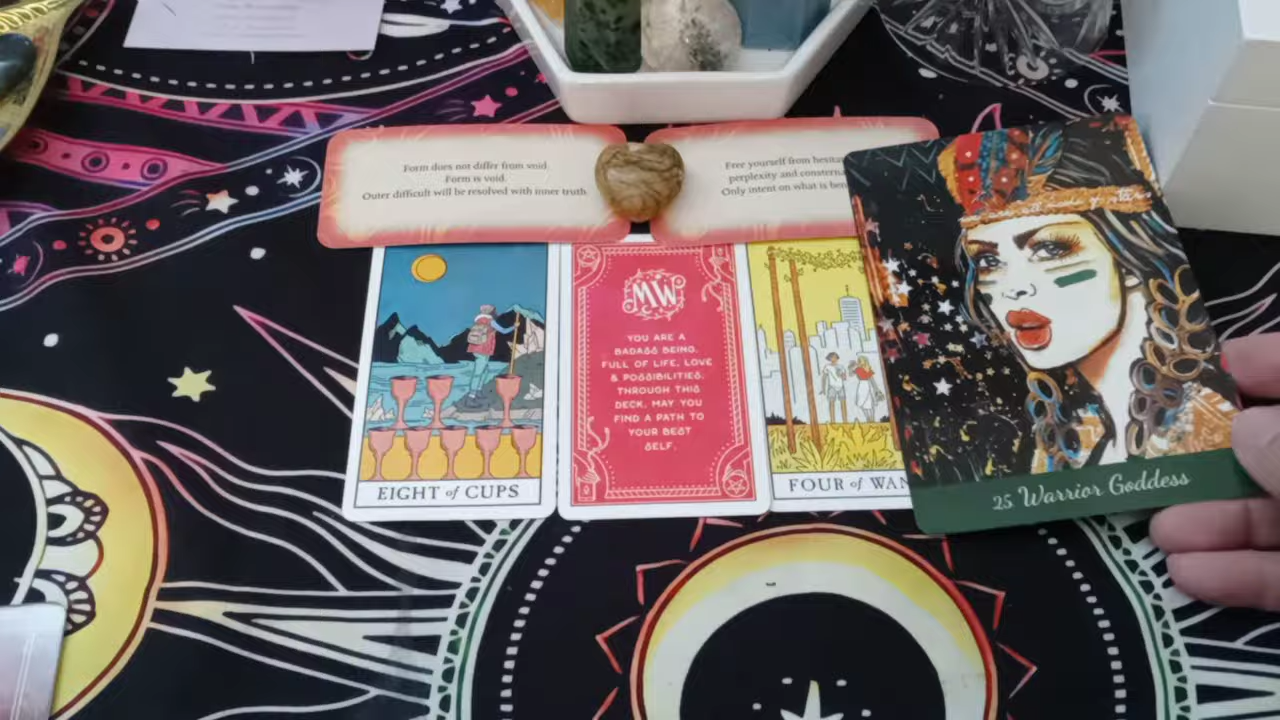 Form does not differ from void.
Form is void.
Outer difficult will be resolved with inner truth.
Free yourself from
perplexity and
Only intent on what is
MW
YOU ARE A
BADASS BEING.
FULL OF LIFE, LOVE
& POSSIBILITIES.
THROUGH THIS
DECK, MAY YOU
FIND A PATH TO
YOUR BEST
SELF.
EIGHT of CUPS
FOUR of WAN
25. Warrior Goddess